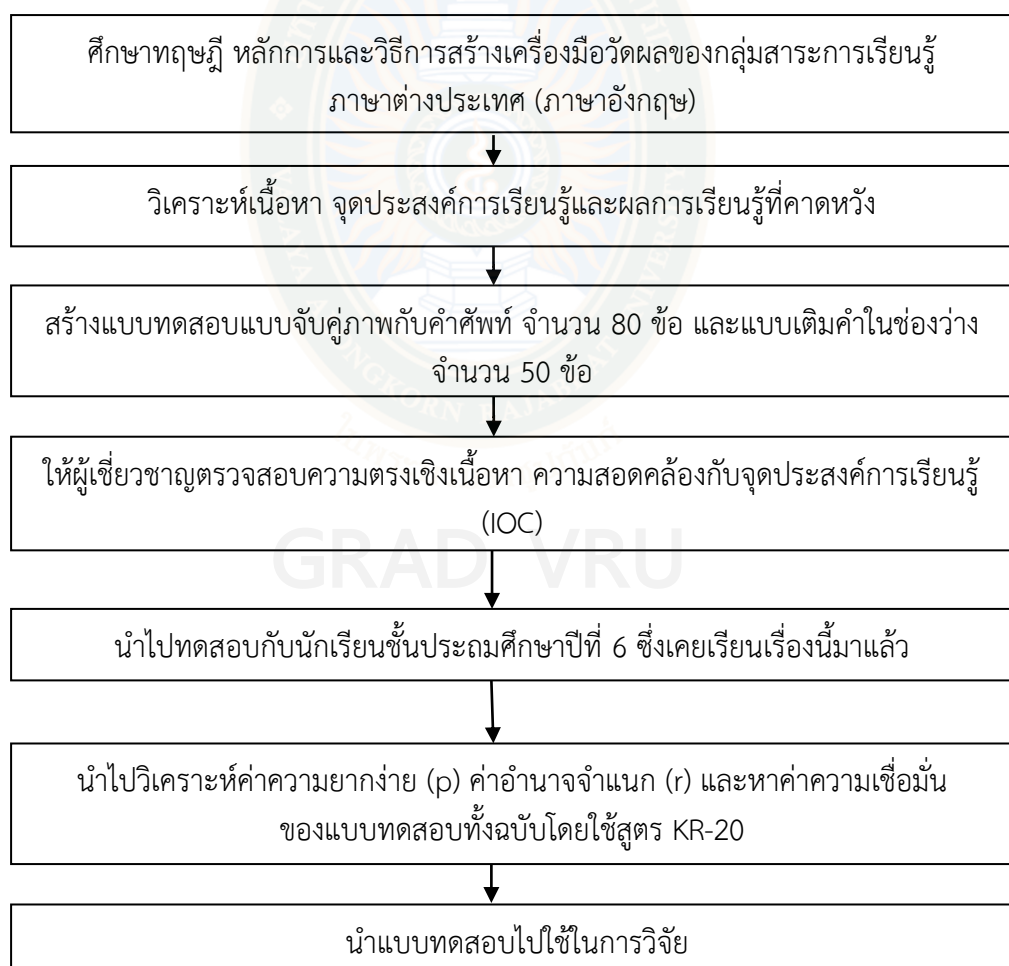 ศึกษาทฤษฎี หลักการและวิธีการสร้างเครื่องมือวัดผลของกลุ่มสาระการเรียนรู้
ภาษาต่างประเทศ (ภาษาอังกฤษ)
วิเคราะห์เนื้อหา จุดประสงค์การเรียนรู้และผลการเรียนรู้ที่คาดหวัง
สร้างแบบทดสอบแบบจับคู่ภาพกับคำศัพท์ จำนวน 80 ข้อ และแบบเติมคำในช่องว่าง
จำนวน 50 ข้อ
ให้ผู้เชี่ยวชาญตรวจสอบความตรงเชิงเนื้อหา ความสอดคล้องกับจุดประสงค์การเรียนรู้
(IOC)
GRAD VRU
นำไปทดสอบกับนักเรียนชั้นประถมศึกษาปีที่ 6 ซึ่งเคยเรียนเรื่องนี้มาแล้ว
นำไปวิเคราะห์ค่าความยากง่าย (p) ค่าอำนาจจำแนก (r) และหาค่าความเชื่อมั่น
ของแบบทดสอบทั้งฉบับโดยใช้สูตร KR-20
นำแบบทดสอบไปใช้ในการวิจัย